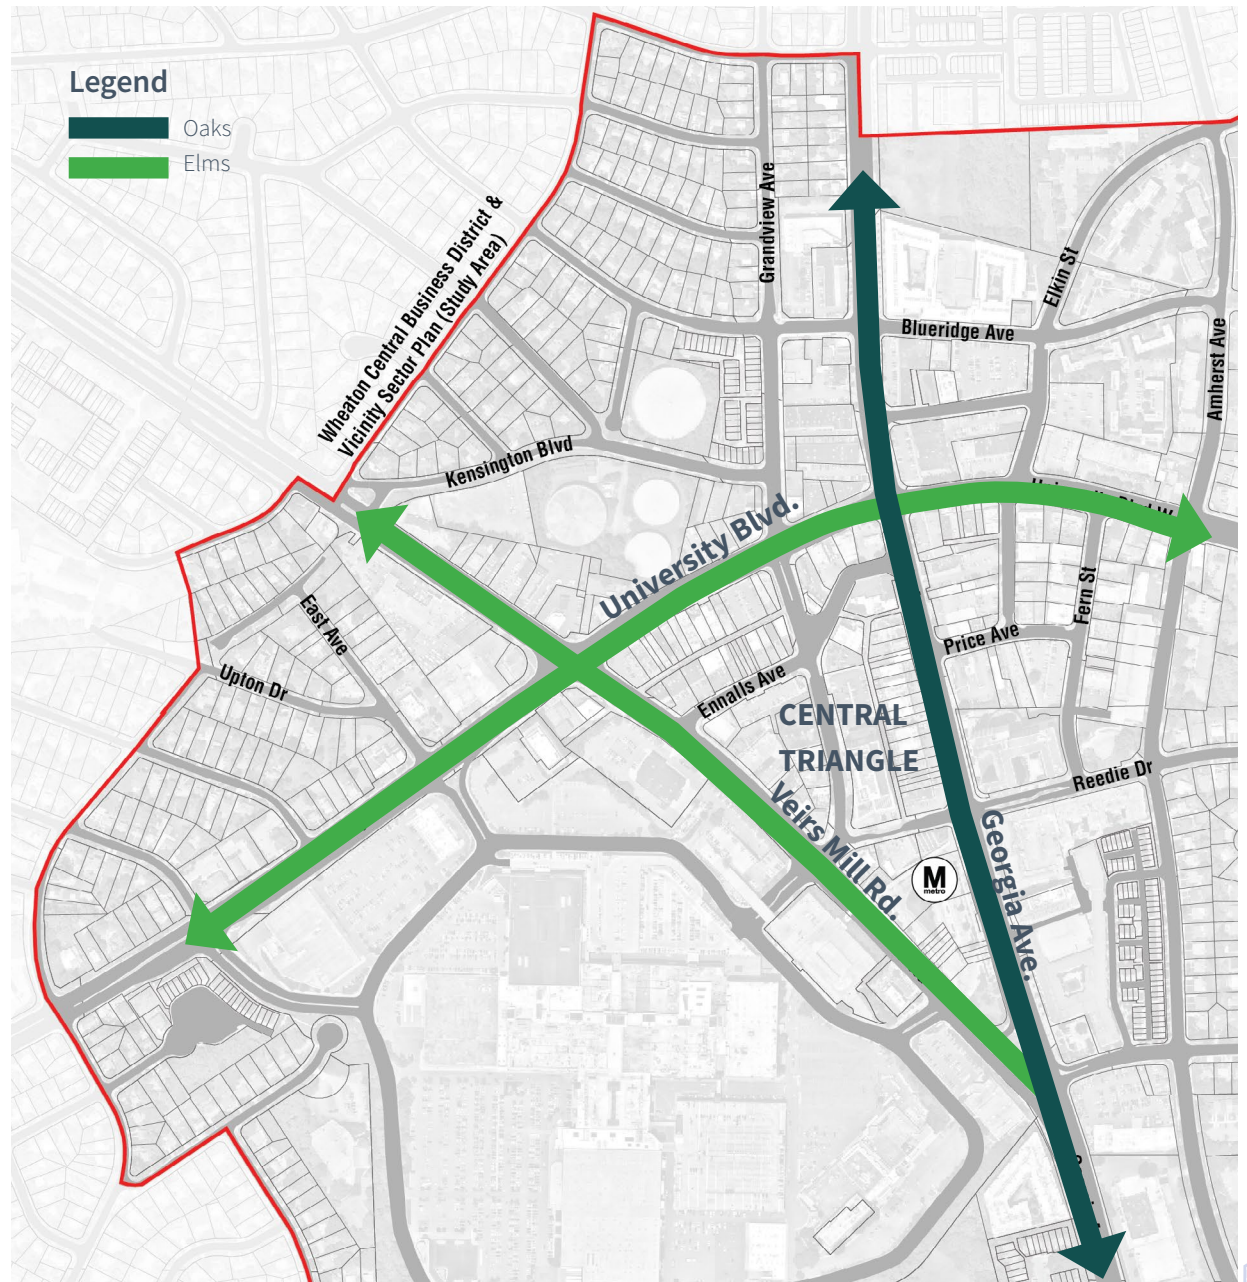 Legend
Oaks
Elms
Wheaton Central Business District &
Vicinity Sector Plan (Study Area)
Grandview Ave
Elkin St
Blueridge Ave
Amherst Ave
Kensington Blvd
University Blvd.
East Ave
Upton Dr
Fern St
Price Ave
Ennalls Ave
CENTRAL
TRIANGLE
Reedie Dr
Veirs Mill Rd.
Georgia Ave.
M
metro